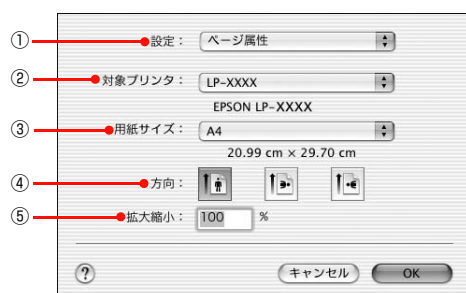 ① 設定： ページ属性
② 対象プリンタ： LP-XXXX
EPSON LP-XXXX
③ 用紙サイズ： A4
20.99 cm × 29.70 cm
④ 方向：
⑤ 拡大縮小： 100 %
? キャンセル OK